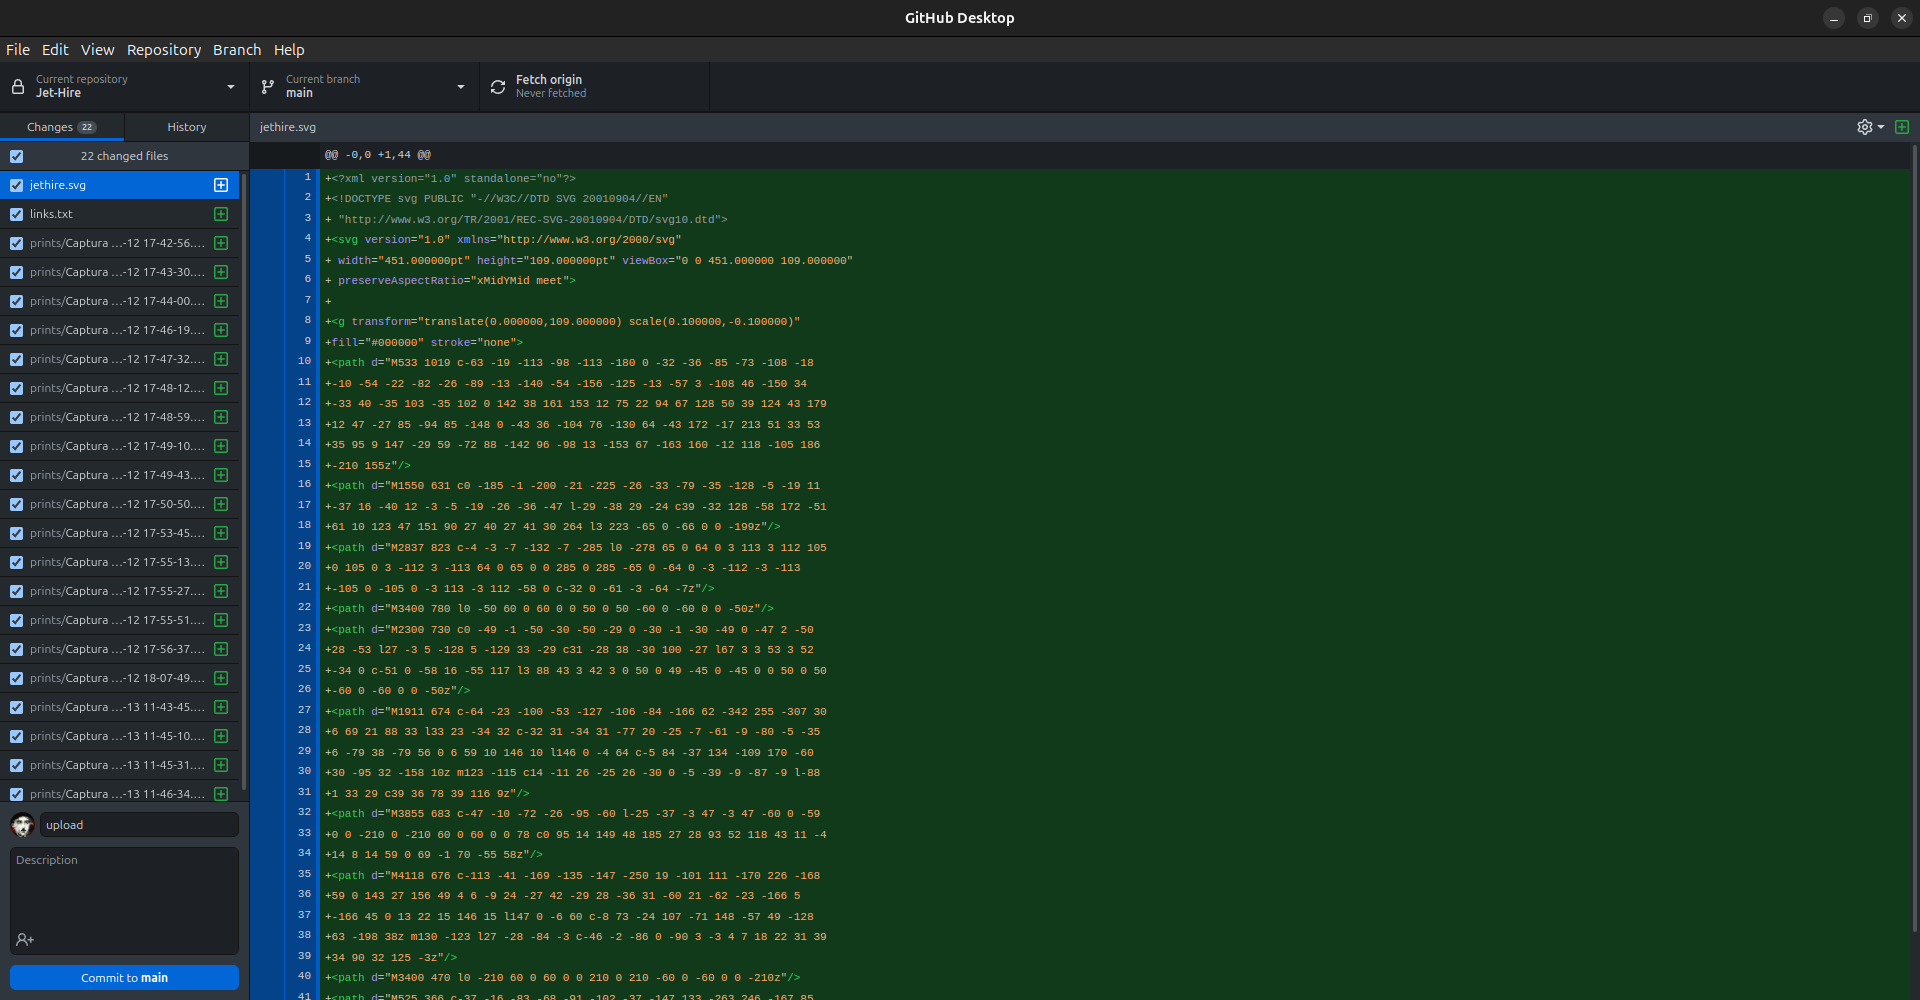 GitHub Desktop
File Edit View Repository Branch Help
Current repository
Jet-Hire
Current branch
main
Fetch origin
Never fetched
Changes 22
History
22 changed files
jethire.svg
links.txt
prints/Captura ...-12 17-42-56....
prints/Captura ...-12 17-43-30....
prints/Captura ...-12 17-44-00....
prints/Captura ...-12 17-46-19....
prints/Captura ...-12 17-47-32....
prints/Captura ...-12 17-48-12....
prints/Captura ...-12 17-48-59....
prints/Captura ...-12 17-49-10....
prints/Captura ...-12 17-49-43....
prints/Captura ...-12 17-50-50....
prints/Captura ...-12 17-53-45....
prints/Captura ...-12 17-55-13....
prints/Captura ...-12 17-55-27....
prints/Captura ...-12 17-55-51....
prints/Captura ...-12 17-56-37....
prints/Captura ...-12 18-07-49....
prints/Captura ...-13 11-43-45....
prints/Captura ...-13 11-45-10....
prints/Captura ...-13 11-45-31....
prints/Captura ...-13 11-46-34....
upload
Description
Commit to main
jethire.svg
@@ -0,0 +1,44 @@
1 +<?xml version="1.0" standalone="no"?>
2 +<!DOCTYPE svg PUBLIC "-//W3C//DTD SVG 20010904//EN"
3 + "http://www.w3.org/TR/2001/REC-SVG-20010904/DTD/svg10.dtd">
4 +<svg version="1.0" xmlns="http://www.w3.org/2000/svg"
5 + width="451.000000pt" height="109.000000pt" viewBox="0 0 451.000000 109.000000"
6 + preserveAspectRatio="xMidYMid meet">
7 +
8 +<g transform="translate(0.000000,109.000000) scale(0.100000,-0.100000)"
9 +fill="#000000" stroke="none">
10 +<path d="M533 1019 c-63 -19 -113 -98 -113 -180 0 -32 -36 -85 -73 -108 -18
11 +-10 -54 -22 -82 -26 -89 -13 -140 -54 -156 -125 -13 -57 3 -108 46 -150 34
12 +-33 40 -35 103 -35 102 0 142 38 161 153 12 75 22 94 67 128 50 39 124 43 179
13 +12 47 -27 85 -94 85 -148 0 -43 36 -104 76 -130 64 -43 172 -17 213 51 33 53
14 +35 95 9 147 -29 59 -72 88 -142 96 -98 13 -153 67 -163 160 -12 118 -105 186
15 +-210 155z"/>
16 +<path d="M1550 631 c0 -185 -1 -200 -21 -225 -26 -33 -79 -35 -128 -5 -19 11
17 +-37 16 -40 12 -3 -5 -19 -26 -36 -47 l-29 -38 29 -24 c39 -32 128 -58 172 -51
18 +61 10 123 47 151 90 27 40 27 41 30 264 l3 223 -65 0 -66 0 0 -199z"/>
19 +<path d="M2837 823 c-4 -3 -7 -132 -7 -285 l0 -278 65 0 64 0 3 113 3 112 105
20 +0 105 0 3 -112 3 -113 64 0 65 0 0 285 0 285 -65 0 -64 0 -3 -112 -3 -113
21 +-105 0 -105 0 -3 113 -3 112 -58 0 c-32 0 -61 -3 -64 -7z"/>
22 +<path d="M3400 780 l0 -50 60 0 60 0 0 50 0 50 -60 0 -60 0 0 -50z"/>
23 +<path d="M2300 730 c0 -49 -1 -50 -30 -50 -29 0 -30 -1 -30 -49 0 -47 2 -50
24 +28 -53 l27 -3 5 -128 5 -129 33 -29 c31 -28 38 -30 100 -27 l67 3 3 53 3 52
25 +-34 0 c-51 0 -58 16 -55 117 l3 88 43 3 42 3 0 50 0 49 -45 0 -45 0 0 50 0 50
26 +-60 0 -60 0 0 -50z"/>
27 +<path d="M1911 674 c-64 -23 -100 -53 -127 -106 -84 -166 62 -342 255 -307 30
28 +6 69 21 88 33 l33 23 -34 32 c-32 31 -34 31 -77 20 -25 -7 -61 -9 -80 -5 -35
29 +6 -79 38 -79 56 0 6 59 10 146 10 l146 0 -4 64 c-5 84 -37 134 -109 170 -60
30 +30 -95 32 -158 10z m123 -115 c14 -11 26 -25 26 -30 0 -5 -39 -9 -87 -9 l-88
31 +1 33 29 c39 36 78 39 116 9z"/>
32 +<path d="M3855 683 c-47 -10 -72 -26 -95 -60 l-25 -37 -3 47 -3 47 -60 0 -59
33 +0 0 -210 0 -210 60 0 60 0 0 78 c0 95 14 149 48 185 27 28 93 52 118 43 11 -4
34 +14 8 14 59 0 69 -1 70 -55 58z"/>
35 +<path d="M4118 676 c-113 -41 -169 -135 -147 -250 19 -101 111 -170 226 -168
36 +59 0 143 27 156 49 4 6 -9 24 -27 42 -29 28 -36 31 -60 21 -62 -23 -166 5
37 +-166 45 0 13 22 15 146 15 l147 0 -6 60 c-8 73 -24 107 -71 148 -57 49 -128
38 +63 -198 38z m130 -123 l27 -28 -84 -3 c-46 -2 -86 0 -90 3 -3 4 7 18 22 31 39
39 +34 90 32 125 -3z"/>
40 +<path d="M3400 470 l0 -210 60 0 60 0 0 210 0 210 -60 0 -60 0 0 -210z"/>
41 +<path d="M525 366 c-37 -16 -83 -68 -91 -102 -37 -147 133 -263 246 -167 85